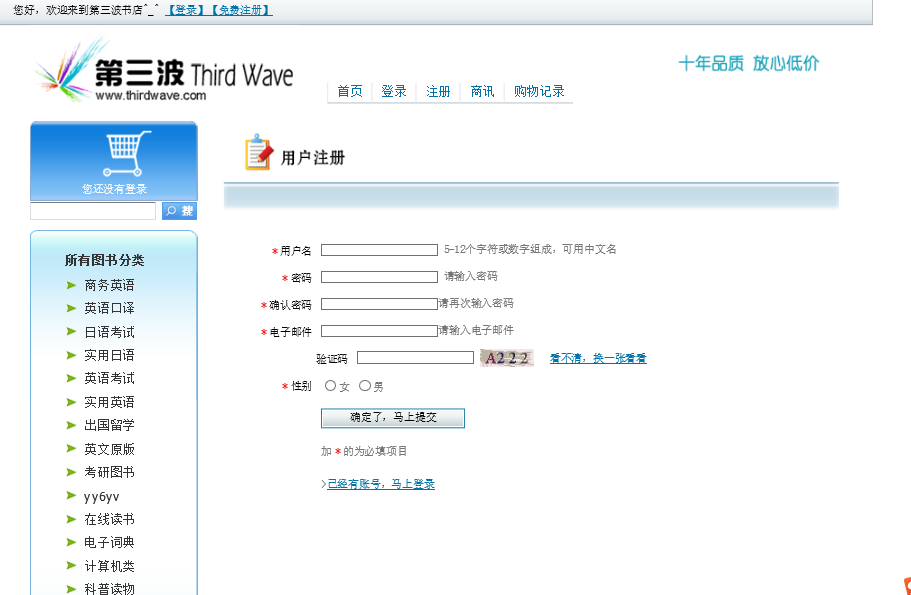 您好，欢迎来到第三波书店^_^ 【登录】【免费注册】
第三波 Third Wave
www.thirdwave.com
十年品质 放心低价
首页 登录 注册 商讯 购物记录
您还没有登录
搜
用户注册
所有图书分类
商务英语
英语口译
日语考试
实用日语
英语考试
实用英语
出国留学
英文原版
考研图书
yy6yv
在线读书
电子词典
计算机类
科普读物
*用户名 5-12个字符或数字组成，可用中文名
*密码 请输入密码
*确认密码 请再次输入密码
*电子邮件 请输入电子邮件
验证码 A222 看不清，换一张看看
*性别 女 男
确定了，马上提交
加*的为必填项目
>已经有账号，马上登录